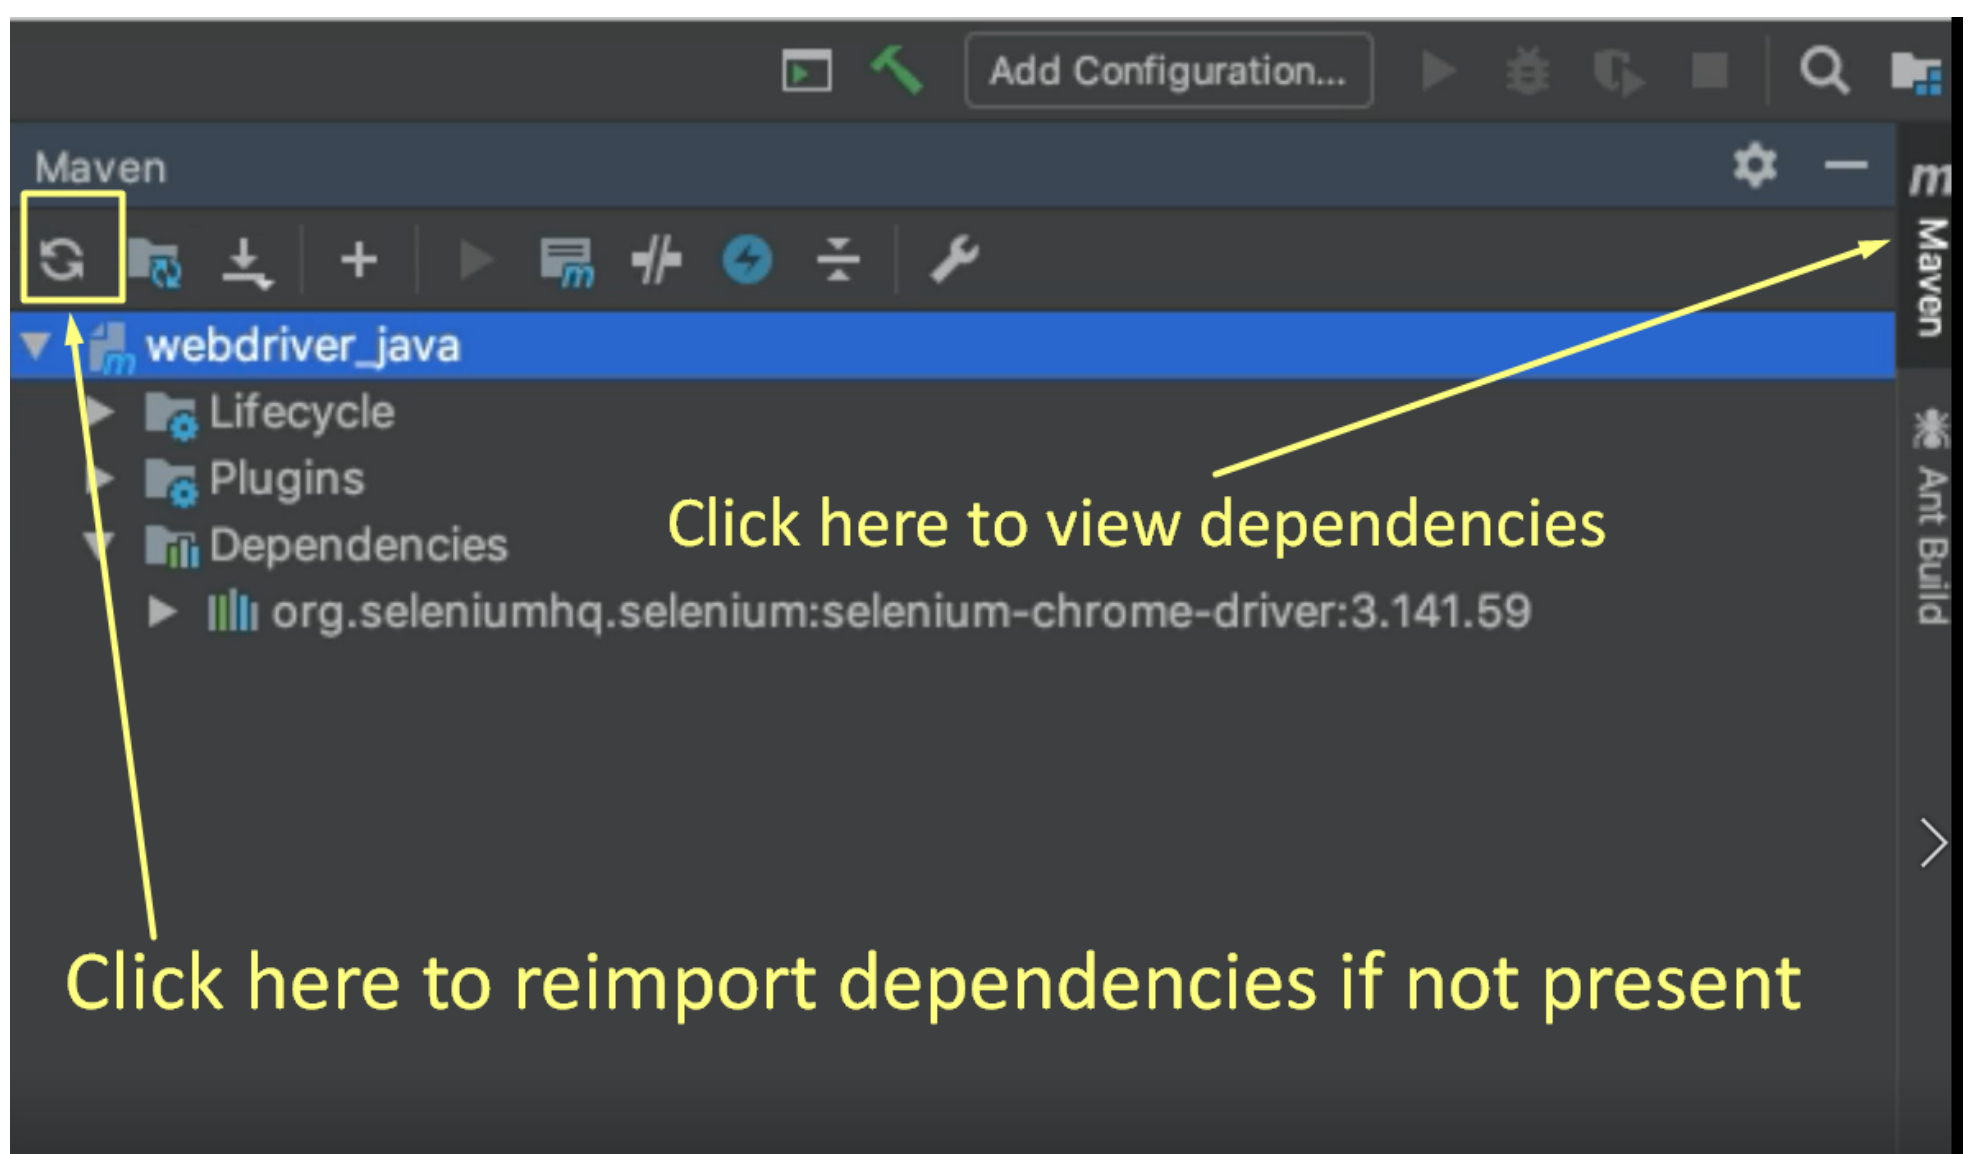 Add Configuration...
Maven
m
Maven
webdriver_java
Lifecycle
Plugins
Click here to view dependencies
Dependencies
Ant Build
org.seleniumhq.selenium:selenium-chrome-driver:3.141.59
Click here to reimport dependencies if not present